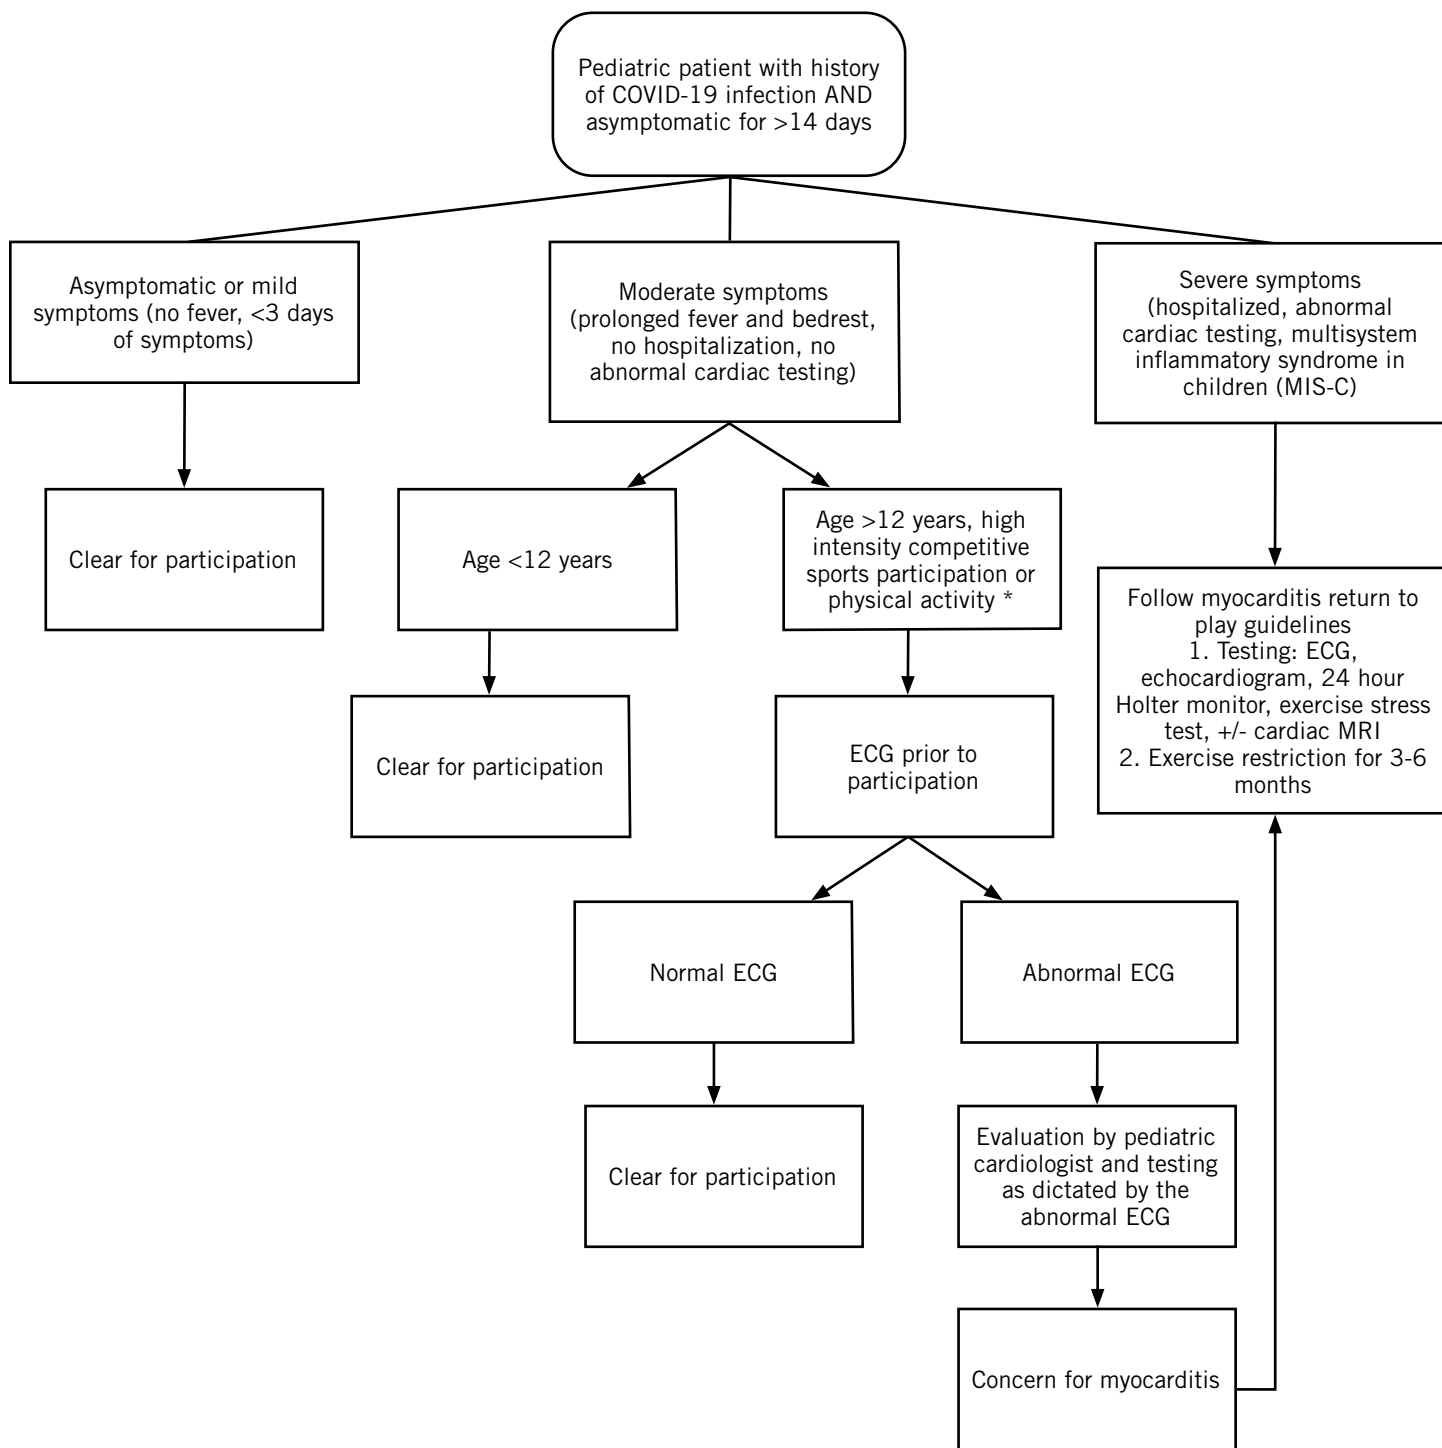 Pediatric patient with history
of COVID-19 infection AND
asymptomatic for >14 days
Asymptomatic or mild
symptoms (no fever, <3 days
of symptoms)
Moderate symptoms
(prolonged fever and bedrest,
no hospitalization, no
abnormal cardiac testing)
Severe symptoms
(hospitalized, abnormal
cardiac testing, multisystem
inflammatory syndrome in
children (MIS-C)
Clear for participation
Age <12 years
Age >12 years, high
intensity competitive
sports participation or
physical activity *
Follow myocarditis return to
play guidelines
1. Testing: ECG,
echocardiogram, 24 hour
Holter monitor, exercise stress
test, +/- cardiac MRI
2. Exercise restriction for 3-6
months
Clear for participation
ECG prior to
participation
Normal ECG
Abnormal ECG
Clear for participation
Evaluation by pediatric
cardiologist and testing
as dictated by the
abnormal ECG
Concern for myocarditis